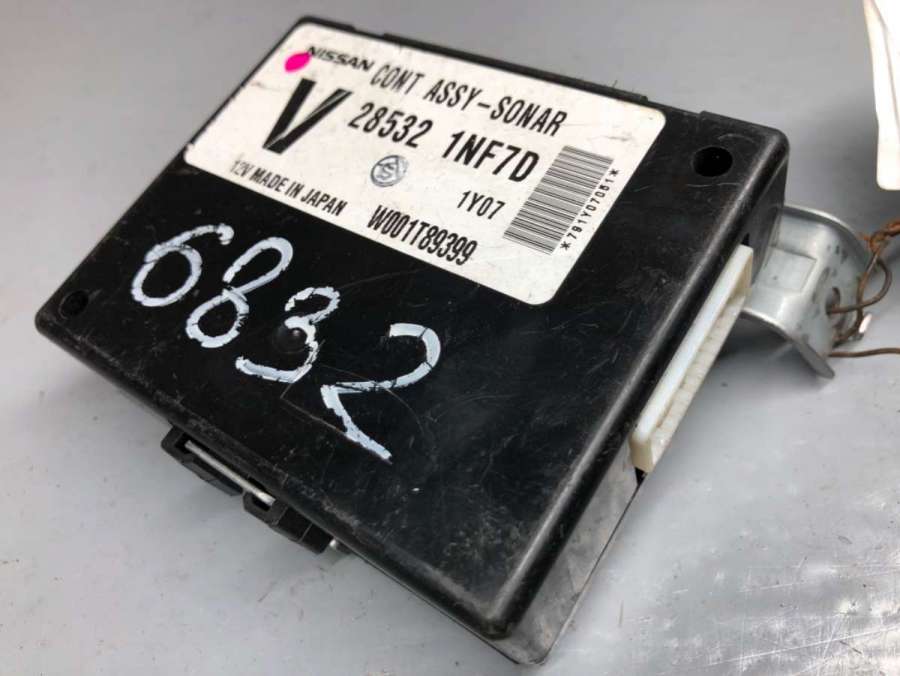 NISSAN
CONT ASSY-SONAR
V 28532 1NF7D
12V MADE IN JAPAN
1Y07
W001T89399
*791Y07051*
6832